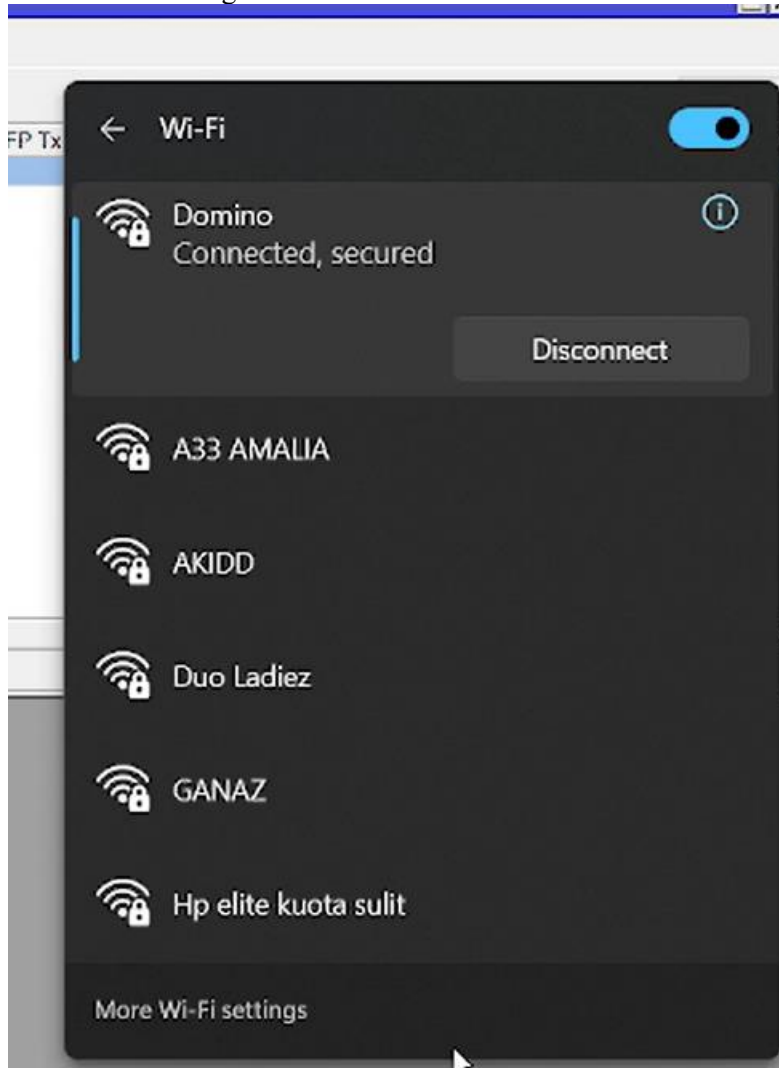 FP Tx
Wi-Fi
Domino
Connected, secured
Disconnect
A33 AMALIA
AKIDD
Duo Ladiez
GANAZ
Hp elite kuota sulit
More Wi-Fi settings